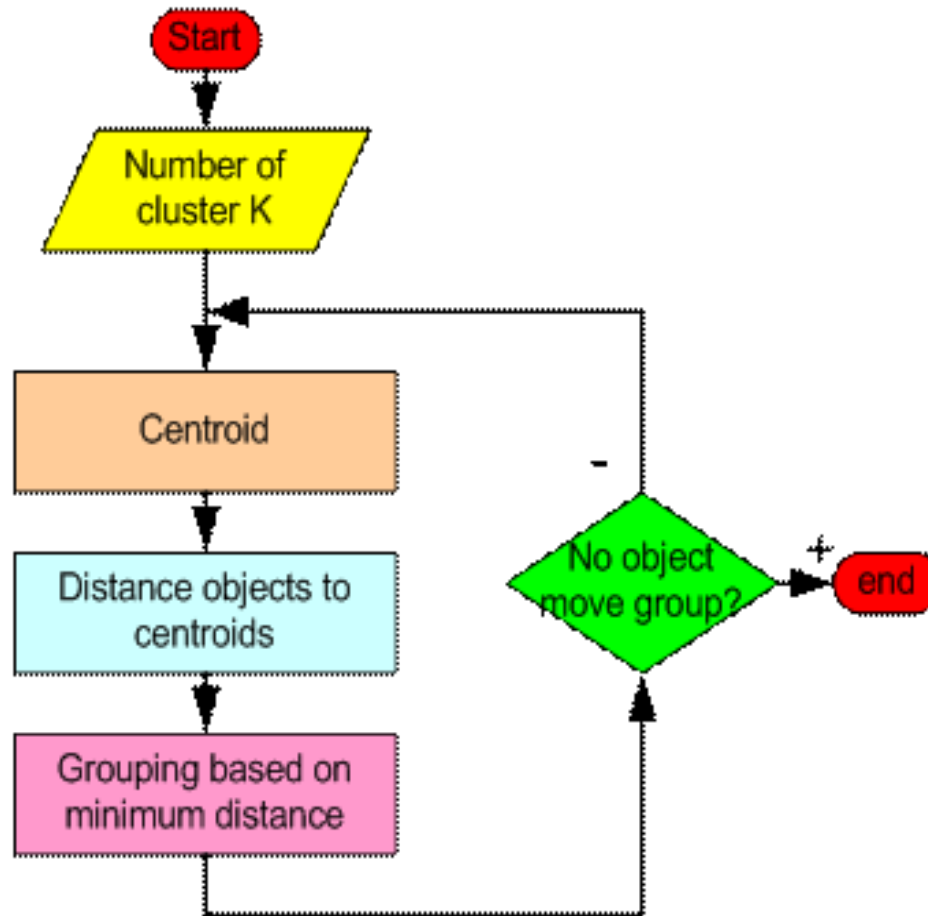 Start
Number of
cluster K
Centroid
Distance objects to
centroids
Grouping based on
minimum distance
-
No object
move group?
+
end